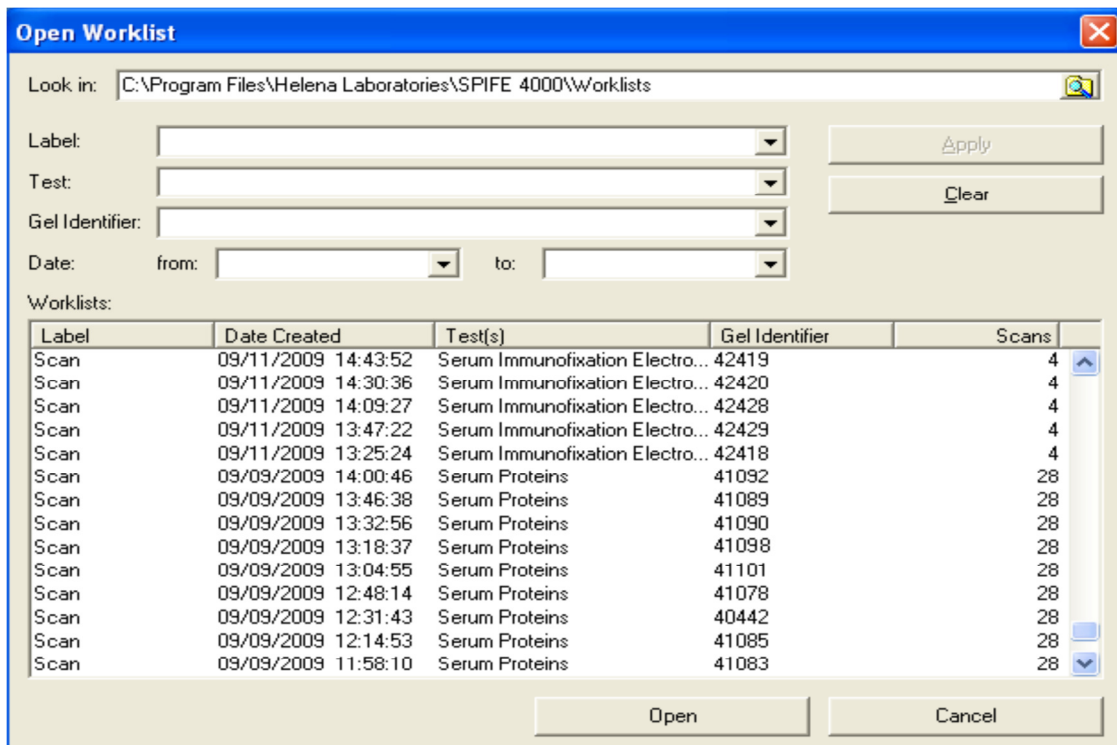 Open Worklist
Look in: C:\Program Files\Helena Laboratories\SPIFE 4000\Worklists
Label:
Apply
Test:
Clear
Gel Identifier:
Date: from: to:
Worklists:
Label Date Created Test(s) Gel Identifier Scans
Scan 09/11/2009 14:43:52 Serum Immunofixation Electro... 42419 4
Scan 09/11/2009 14:30:36 Serum Immunofixation Electro... 42420 4
Scan 09/11/2009 14:09:27 Serum Immunofixation Electro... 42428 4
Scan 09/11/2009 13:47:22 Serum Immunofixation Electro... 42429 4
Scan 09/11/2009 13:25:24 Serum Immunofixation Electro... 42418 4
Scan 09/09/2009 14:00:46 Serum Proteins 41092 28
Scan 09/09/2009 13:46:38 Serum Proteins 41089 28
Scan 09/09/2009 13:32:56 Serum Proteins 41090 28
Scan 09/09/2009 13:18:37 Serum Proteins 41098 28
Scan 09/09/2009 13:04:55 Serum Proteins 41101 28
Scan 09/09/2009 12:48:14 Serum Proteins 41078 28
Scan 09/09/2009 12:31:43 Serum Proteins 40442 28
Scan 09/09/2009 12:14:53 Serum Proteins 41085 28
Scan 09/09/2009 11:58:10 Serum Proteins 41083 28
Open Cancel